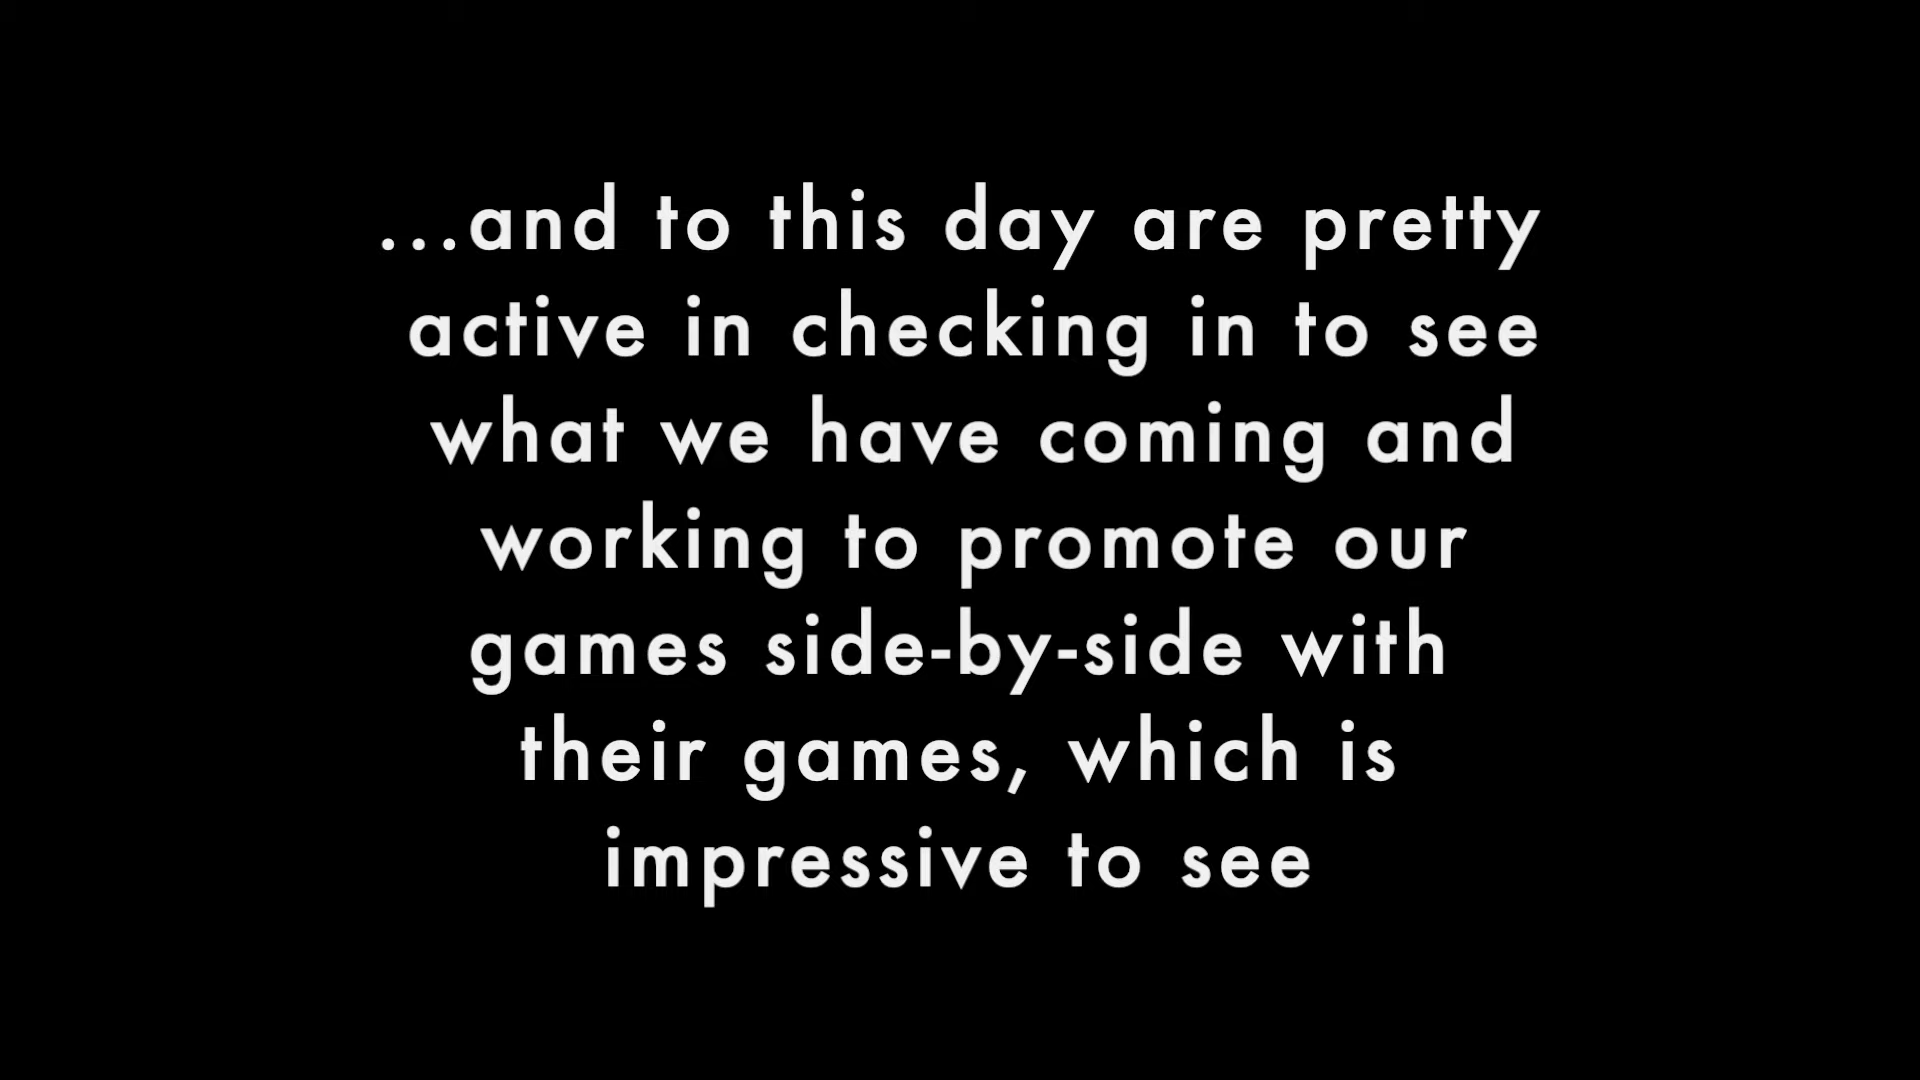 ...and to this day are pretty
active in checking in to see
what we have coming and
working to promote our
games side-by-side with
their games, which is
impressive to see